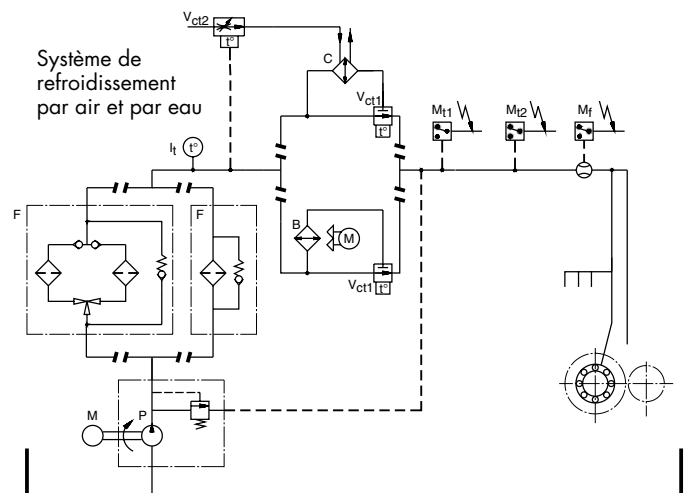 Vct2
t°
Système de
refroidissement
par air et par eau
C
Vct1
t°
Mt1
Mt2
Mf
It
t°
F
F
B
M
Vct1
t°
M
P